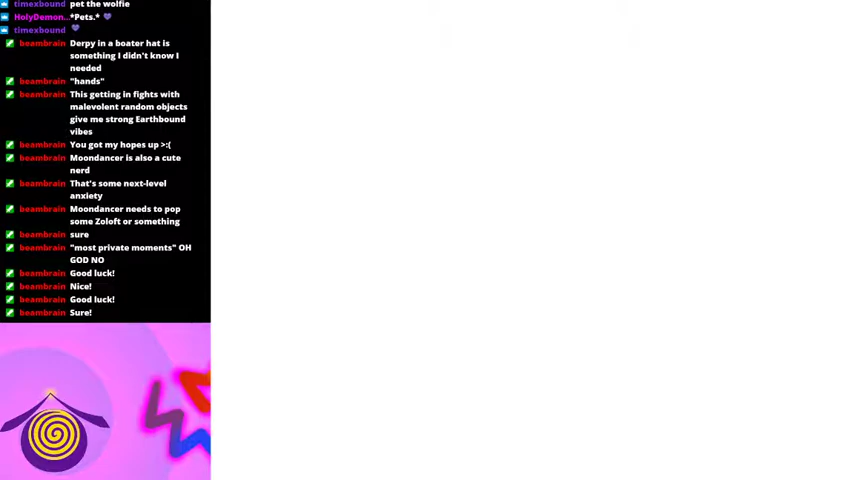 timexbound pet the wolfie
HolyDemon... *Pets.* 💜
timexbound 💜
beambrain Derpy in a boater hat is
something I didn't know I
needed
beambrain "hands"
beambrain This getting in fights with
malevolent random objects
give me strong Earthbound
vibes
beambrain You got my hopes up >:(
beambrain Moondancer is also a cute
nerd
beambrain That's some next-level
anxiety
beambrain Moondancer needs to pop
some Zoloft or something
beambrain sure
beambrain "most private moments" OH
GOD NO
beambrain Good luck!
beambrain Nice!
beambrain Good luck!
beambrain Sure!